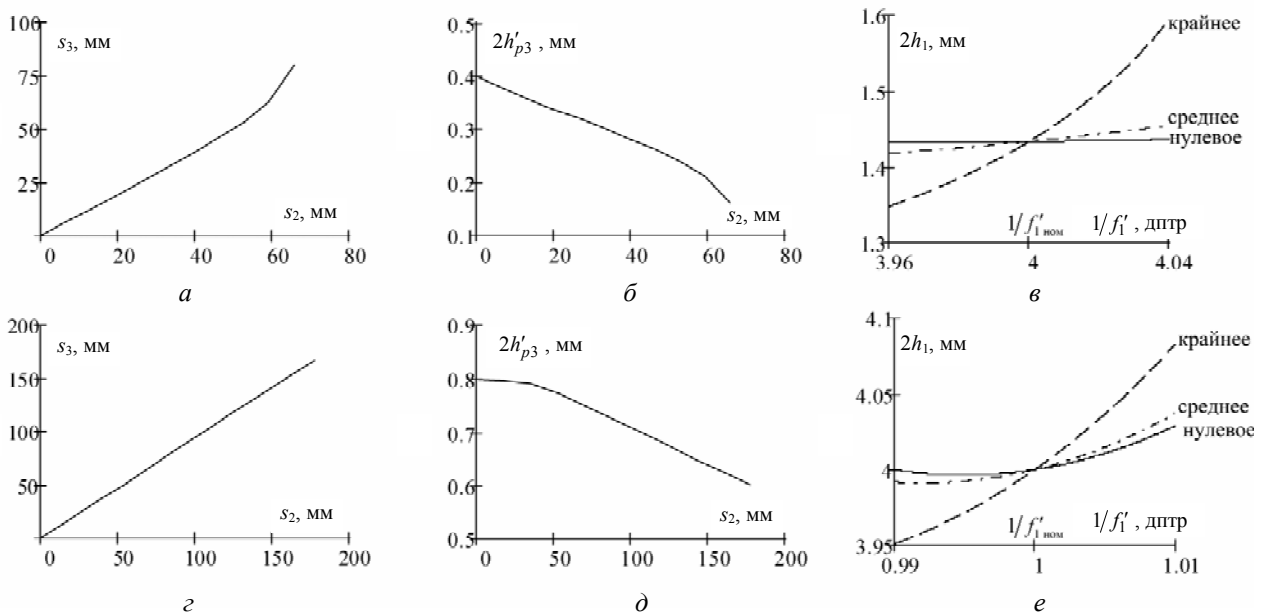 100
s₃, мм
75
50
25
s₂, мм
0 20 40 60 80
а
0.5
2h′p3 , мм
0.4
0.3
0.2
s₂, мм
0.1
0 20 40 60 80
б
1.6
2h₁, мм
крайнее
1.5
среднее
нулевое
1.4
1/f′1 ном 1/f′1 , дптр
1.3
3.96 4 4.04
в
200
s₃, мм
150
100
50
s₂, мм
0 50 100 150 200
г
0.9
2h′p3 , мм
0.8
0.7
0.6
s₂, мм
0.5
0 50 100 150 200
д
4.1
2h₁, мм
крайнее
4.05
среднее
нулевое
4
1/f′1 ном 1/f′1 , дптр
3.95
0.99 1 1.01
е